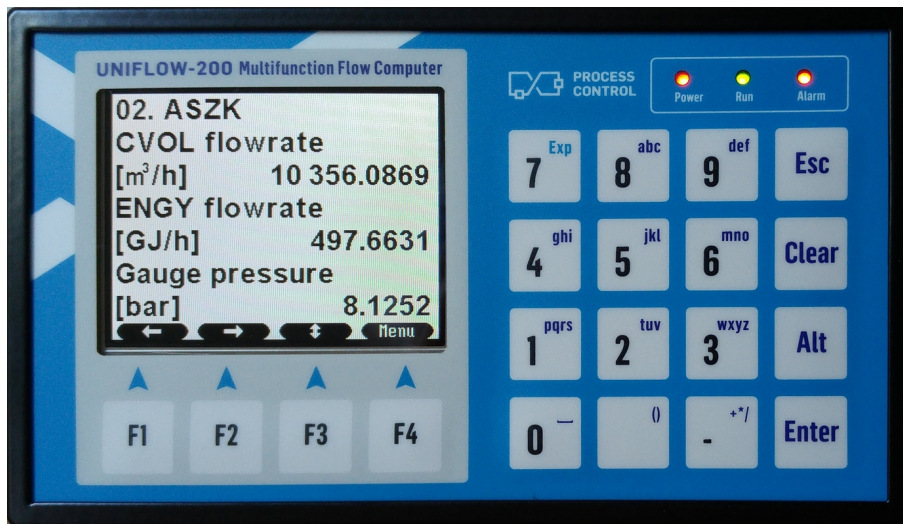 UNIFLOW-200 Multifunction Flow Computer
02. ASZK
CVOL flowrate
[m³/h] 10 356.0869
ENGY flowrate
[GJ/h] 497.6631
Gauge pressure
[bar] 8.1252
← → ↕ Menu
F1 F2 F3 F4
PROCESS
CONTROL
Power Run Alarm
7 Exp 8 abc 9 def Esc
4 ghi 5 jkl 6 mno Clear
1 pqrs 2 tuv 3 wxyz Alt
0 ⎵ () - +*/ Enter